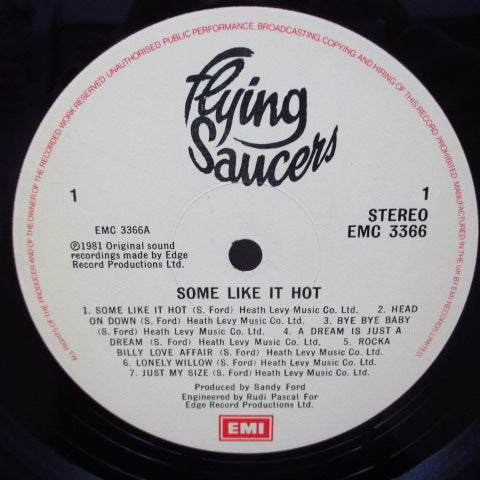 ALL RIGHTS OF THE PRODUCER AND OF THE OWNER OF THE RECORDED WORK RESERVED. UNAUTHORISED PUBLIC PERFORMANCE, BROADCASTING, COPYING AND HIRING OF THIS RECORD PROHIBITED. MANUFACTURED IN THE UK BY EMI RECORDS LIMITED.
Flying
Saucers
1
1
EMC 3366A
STEREO
EMC 3366
℗1981 Original sound
recordings made by Edge
Record Productions Ltd.
SOME LIKE IT HOT
1. SOME LIKE IT HOT (S. Ford) Heath Levy Music Co. Ltd. 2. HEAD
ON DOWN (S. Ford) Heath Levy Music Co. Ltd. 3. BYE BYE BABY
(S. Ford) Heath Levy Music Co. Ltd. 4. A DREAM IS JUST A
DREAM (S. Ford) Heath Levy Music Co. Ltd. 5. ROCKA
BILLY LOVE AFFAIR (S. Ford) Heath Levy Music Co. Ltd.
6. LONELY WILLOW (S. Ford) Heath Levy Music Co. Ltd.
7. JUST MY SIZE (S. Ford) Heath Levy Music Co. Ltd.
Produced by Sandy Ford
Engineered by Rudi Pascal For
Edge Record Productions Ltd.
EMI